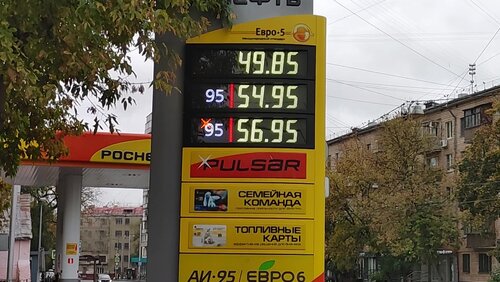 НЕФТЬ
Евро-5
49.85
95 54.95
95 56.95
РОСНЕ
PULSAR
СЕМЕЙНАЯ
КОМАНДА
ТОПЛИВНЫЕ
КАРТЫ
АИ-95 ЕВРО6